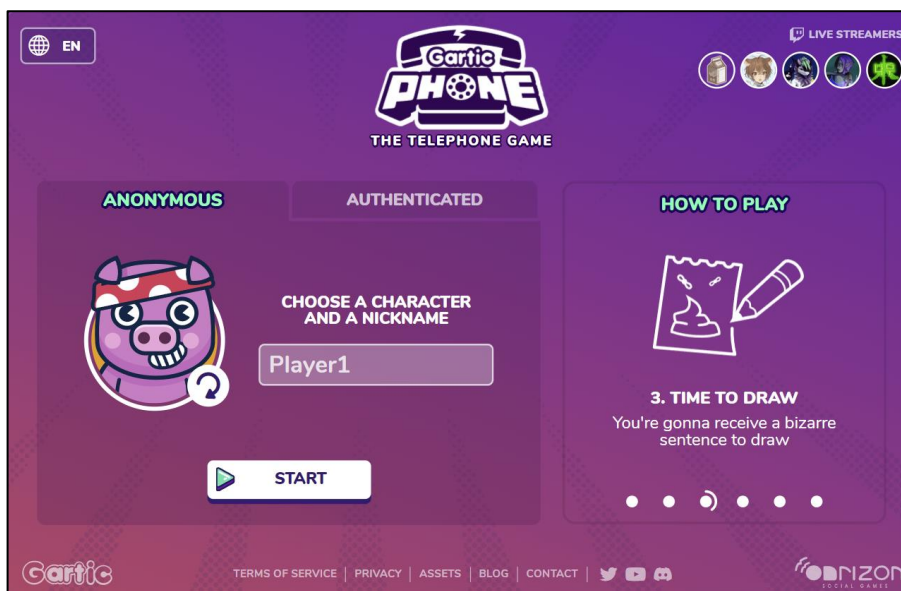 EN
Gartic
PHONE
THE TELEPHONE GAME
LIVE STREAMERS
ANONYMOUS
AUTHENTICATED
CHOOSE A CHARACTER
AND A NICKNAME
Player1
START
HOW TO PLAY
3. TIME TO DRAW
You're gonna receive a bizarre
sentence to draw
Gartic
TERMS OF SERVICE | PRIVACY | ASSETS | BLOG | CONTACT |
ONRIZON
SOCIAL GAMES